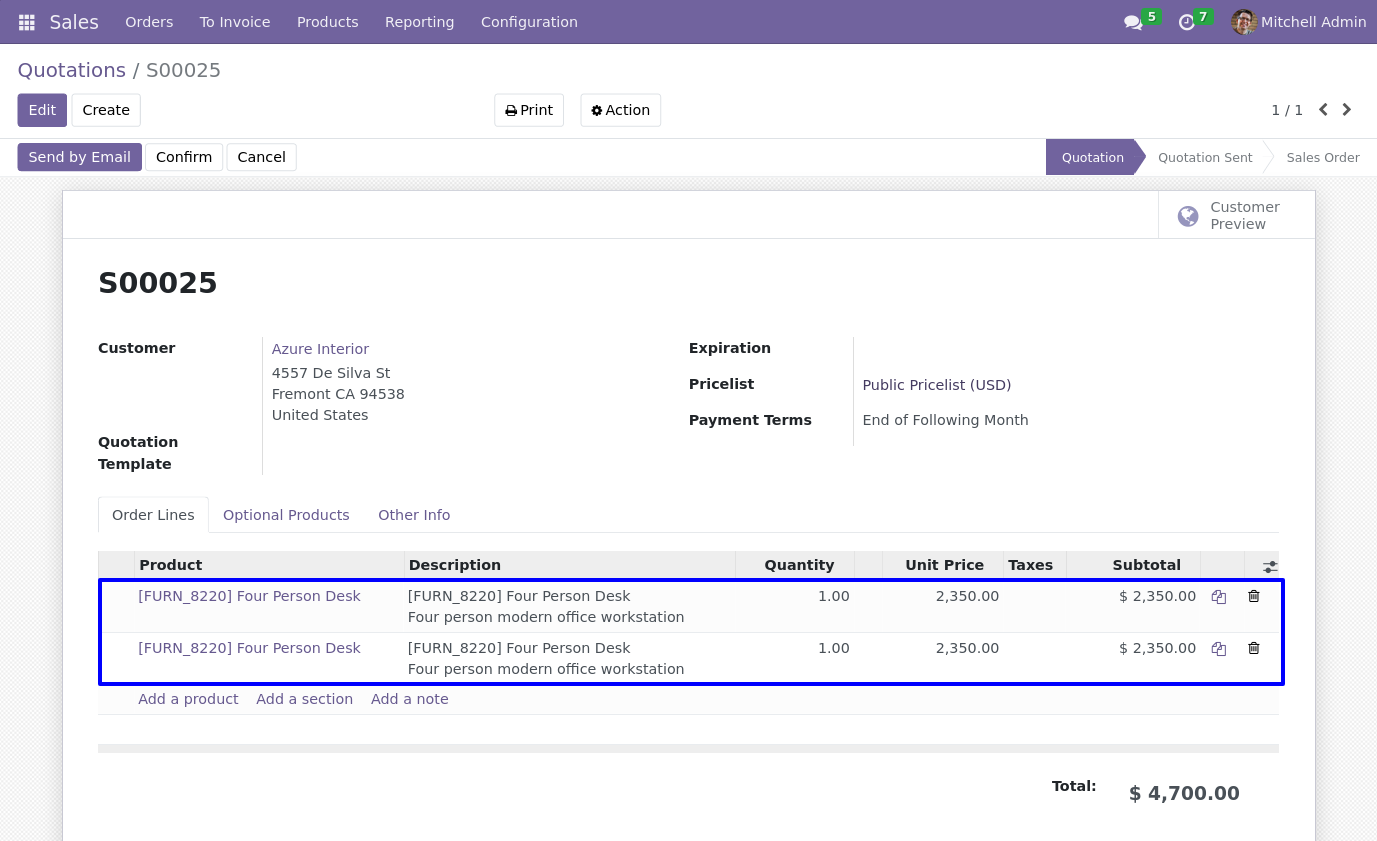 Sales Orders To Invoice Products Reporting Configuration 5 7 Mitchell Admin
Quotations / S00025
Edit Create Print Action 1 / 1
Send by Email Confirm Cancel Quotation Quotation Sent Sales Order
Customer
Preview
S00025
Customer Azure Interior Expiration
4557 De Silva St
Fremont CA 94538 Pricelist Public Pricelist (USD)
United States Payment Terms End of Following Month
Quotation
Template
Order Lines Optional Products Other Info
Product Description Quantity Unit Price Taxes Subtotal
[FURN_8220] Four Person Desk [FURN_8220] Four Person Desk 1.00 2,350.00 $ 2,350.00
Four person modern office workstation
[FURN_8220] Four Person Desk [FURN_8220] Four Person Desk 1.00 2,350.00 $ 2,350.00
Four person modern office workstation
Add a product Add a section Add a note
Total: $ 4,700.00